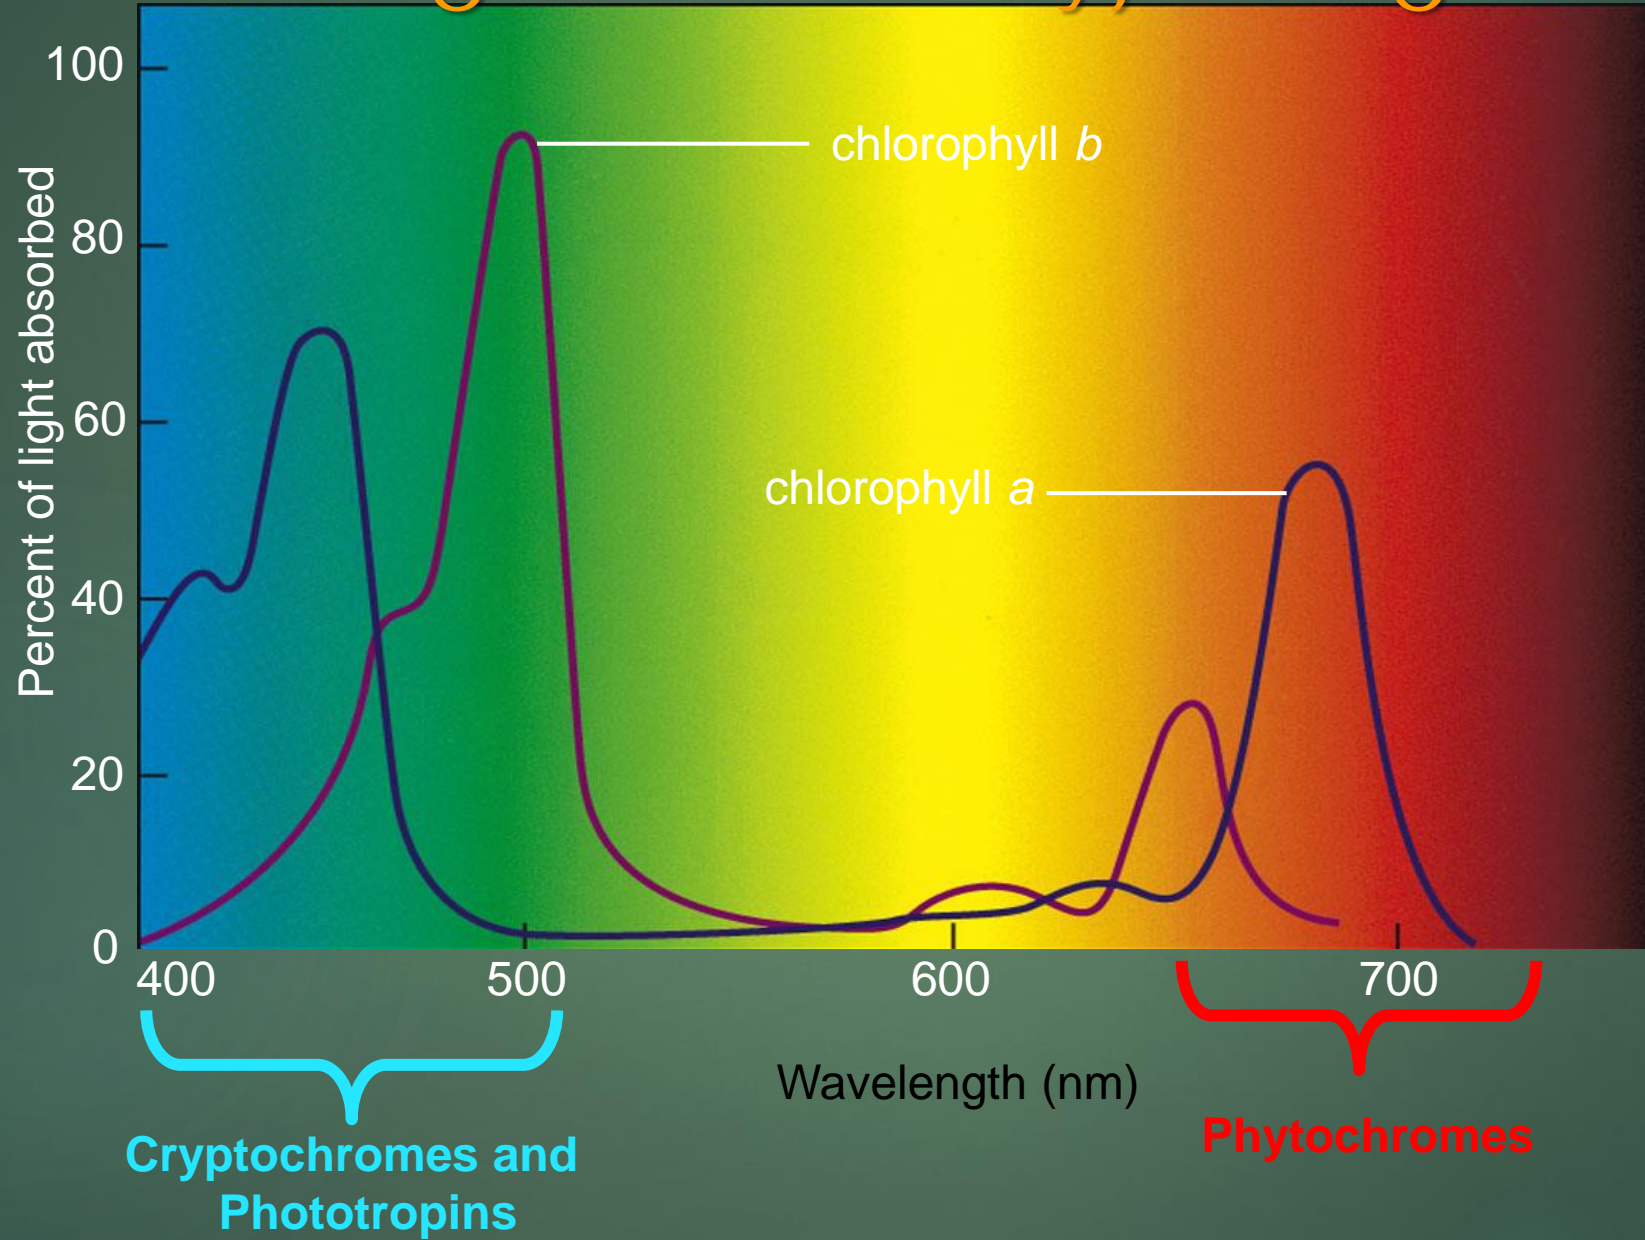 100
80
60
40
20
0
Percent of light absorbed
chlorophyll b
chlorophyll a
400 500 600 700
Wavelength (nm)
Cryptochromes and
Phototropins
Phytochromes